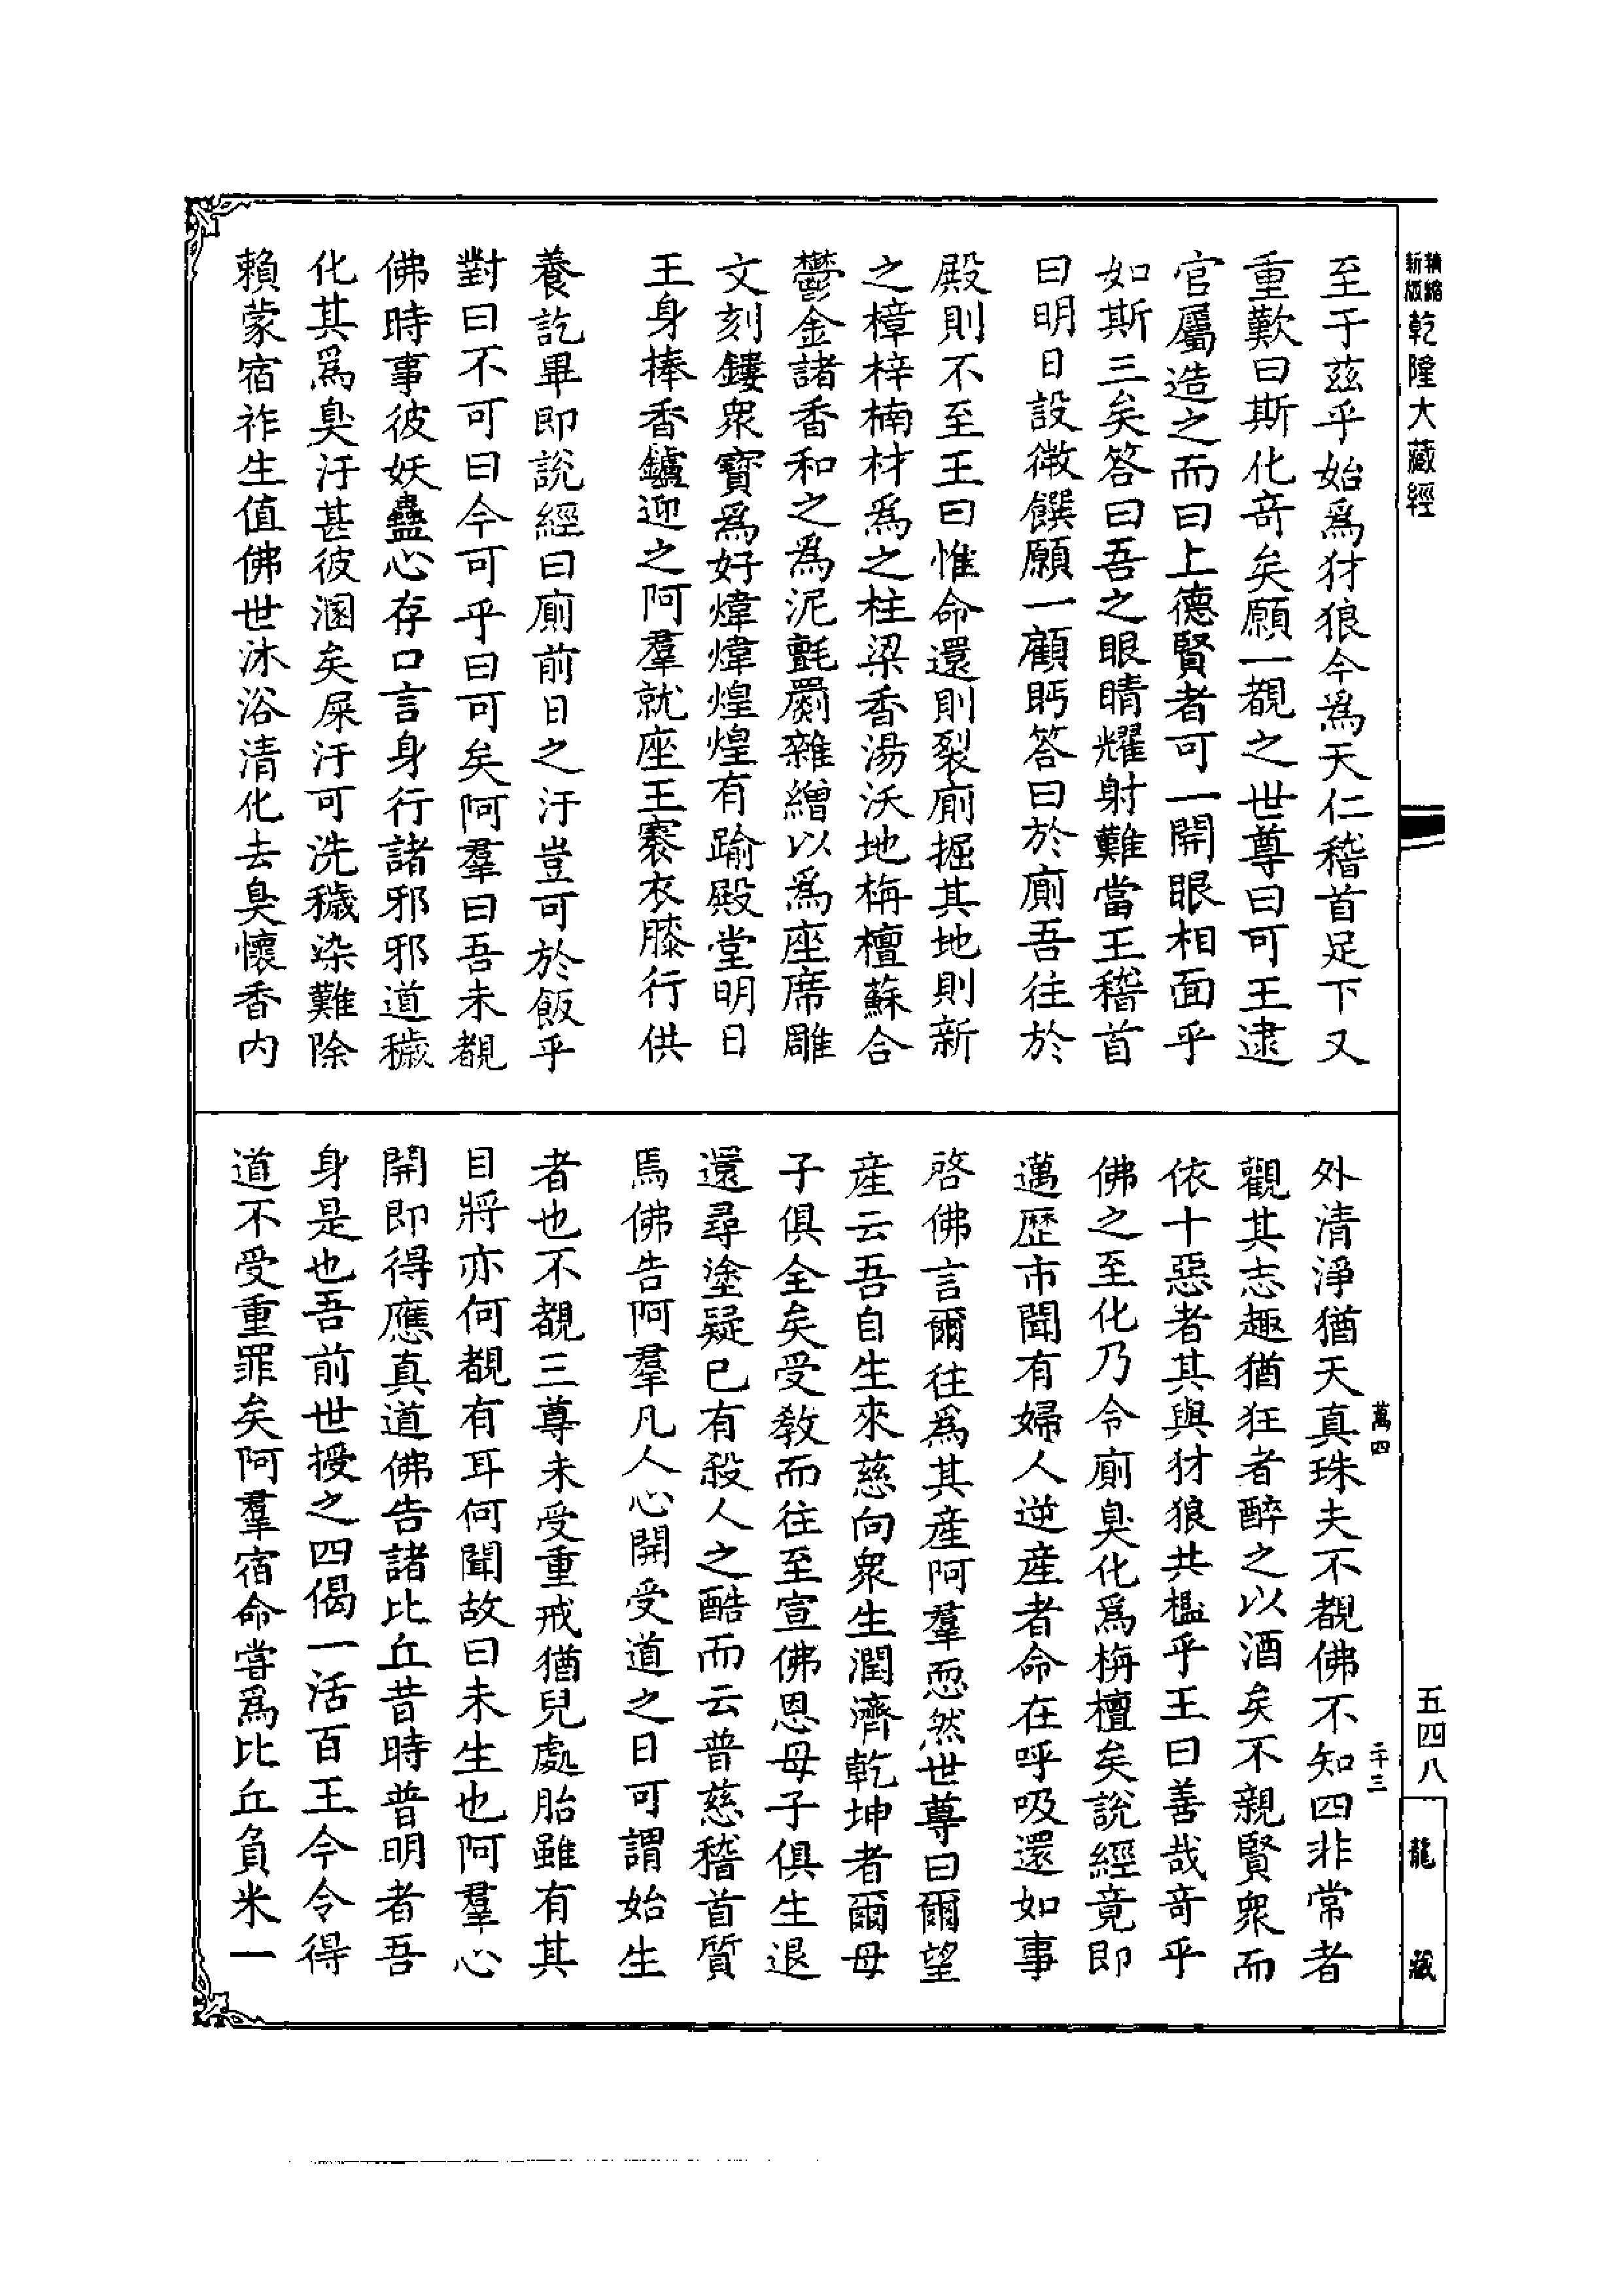 精縮新版乾隆大藏經
至于茲乎始爲豺狼今爲天仁稽首足下又
重歎曰斯化奇矣願一覩之世尊曰可王逮
官屬造之而曰上德賢者可一開眼相面乎
如斯三矣答曰吾之眼睛耀射難當王稽首
曰明日設微饌願一顧眄答曰於廁吾往於
殿則不至王曰惟命還則裂廁掘其地則新
之樟梓楠材爲之柱梁香湯沃地栴檀蘇合
鬱金諸香和之爲泥氍罽雜繒以爲座席雕
文刻鏤衆寳爲好煒煒煌煌有踰殿堂明日
王身捧香鑪迎之阿羣就座王褰衣膝行供
養訖畢即說經曰廁前日之汙豈可於飯乎
對曰不可曰今可乎曰可矣阿羣曰吾未覩
佛時事彼妖蠱心存口言身行諸邪邪道穢
化其爲臭汙甚彼溷矣屎汙可洗穢染難除
賴蒙宿祚生值佛世沐浴清化去臭懷香内
外清淨猶天真珠夫不覩佛不知四非常者
觀其志趣猶狂者醉之以酒矣不親賢衆而
依十惡者其與豺狼共檻乎王曰善哉奇乎
佛之至化乃令廁臭化爲栴檀矣說經竟即
邁歷市聞有婦人逆産者命在呼吸還如事
啓佛言爾往爲其産阿羣恧然世尊曰爾望
産云吾自生來慈向衆生潤濟乾坤者爾母
子俱全矣受敎而往至宣佛恩母子俱生退
還尋塗疑已有殺人之酷而云普慈稽首質
焉佛告阿羣凡人心開受道之日可謂始生
者也不覩三尊未受重戒猶兒處胎雖有其
目將亦何覩有耳何聞故曰未生也阿羣心
開即得應真道佛告諸比丘昔時普明者吾
身是也吾前世授之四偈一活百王今令得
道不受重罪矣阿羣宿命嘗爲比丘負米一
萬四
二十三
五四八
龍藏